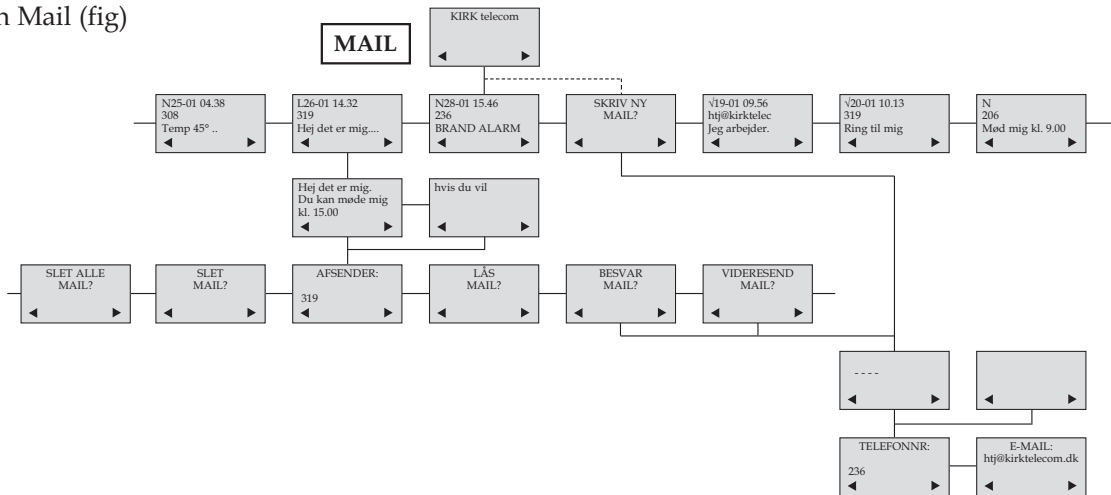 n Mail (fig)
MAIL
KIRK telecom
N25-01 04.38
308
Temp 45° ..
L26-01 14.32
319
Hej det er mig....
N28-01 15.46
236
BRAND ALARM
SKRIV NY
MAIL?
√19-01 09.56
htj@kirktelec
Jeg arbejder.
√20-01 10.13
319
Ring til mig
N
206
Mød mig kl. 9.00
Hej det er mig.
Du kan møde mig
kl. 15.00
hvis du vil
SLET ALLE
MAIL?
SLET
MAIL?
AFSENDER:
319
LÅS
MAIL?
BESVAR
MAIL?
VIDERESEND
MAIL?
- - - -
TELEFONNR:
236
E-MAIL:
htj@kirktelecom.dk